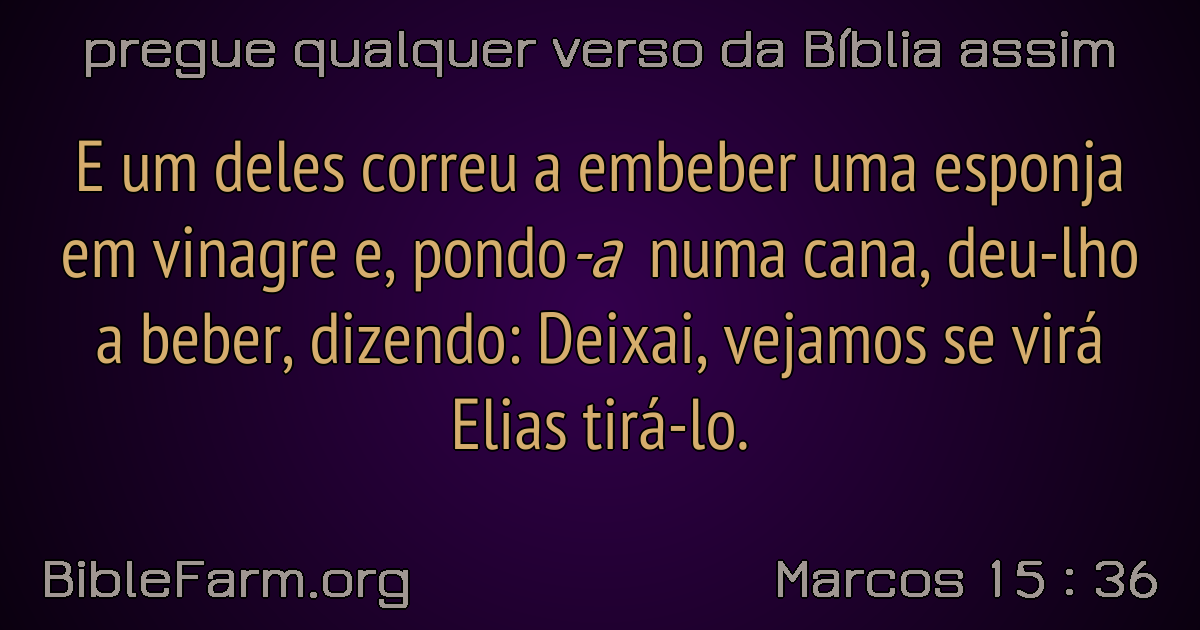 pregue qualquer verso da Bíblia assim
E um deles correu a embeber uma esponja
em vinagre e, pondo-a numa cana, deu-lho
a beber, dizendo: Deixai, vejamos se virá
Elias tirá-lo.
BibleFarm.org
Marcos 15 : 36